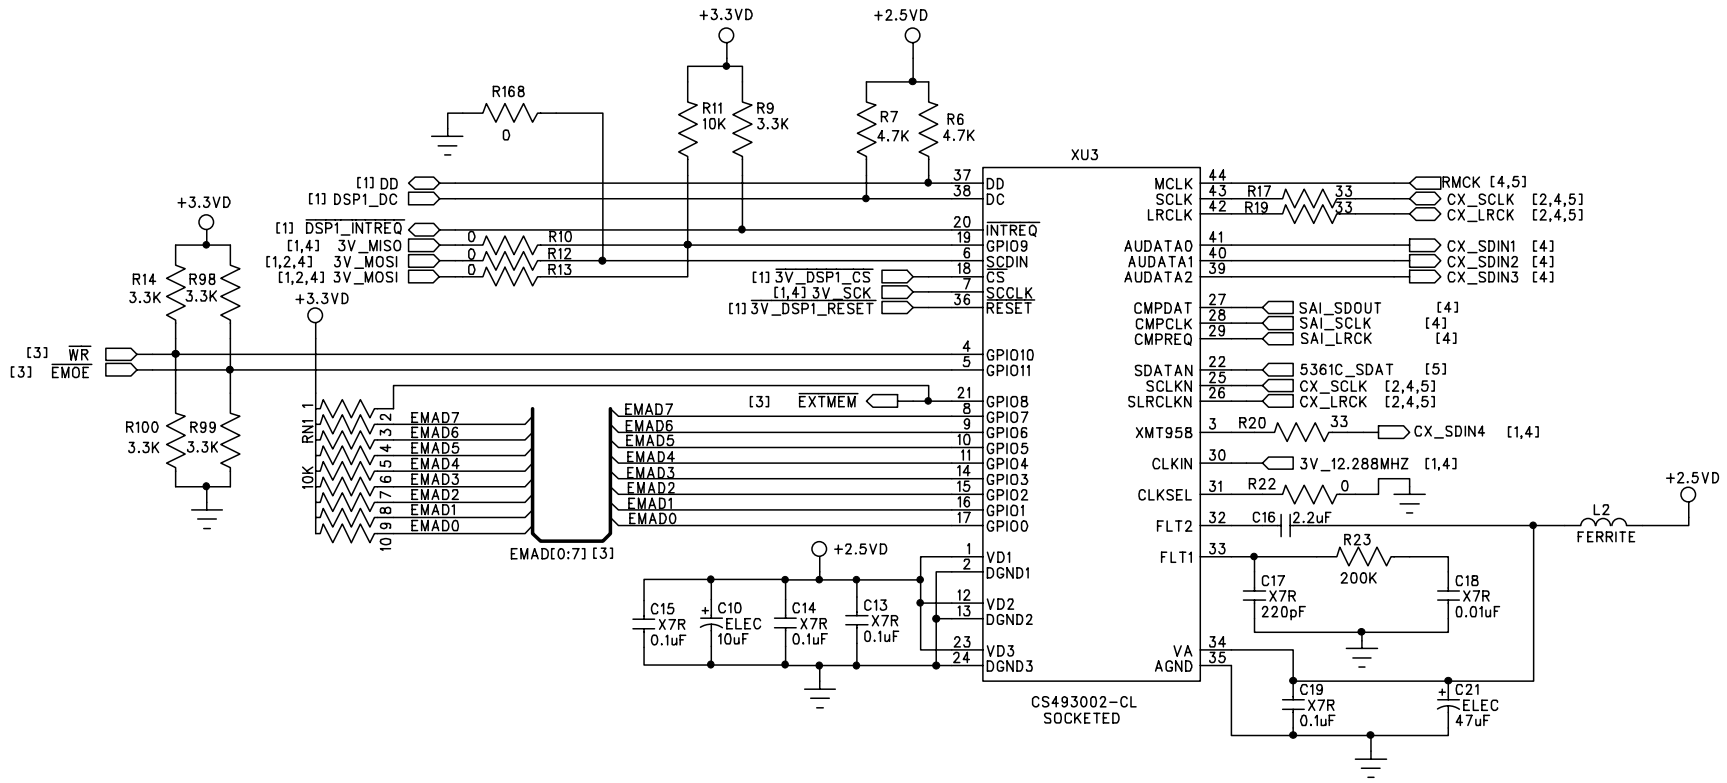 +3.3VD
+2.5VD
R168
0
R11
10K
R9
3.3K
R7
4.7K
R6
4.7K
XU3
[1] DD
37
DD
[1] DSP1_DC
38
DC
[1] DSP1_INTREQ
20
INTREQ
[1,4] 3V_MISO
0
R10
19
GPIO9
[1,2,4] 3V_MOSI
0
R12
6
SCDIN
[1,2,4] 3V_MOSI
0
R13
[1] 3V_DSP1_CS
18
CS
[1,4] 3V_SCK
7
SCCLK
[1] 3V_DSP1_RESET
36
RESET
+3.3VD
R14
3.3K
R98
3.3K
+3.3VD
[3] WR
4
GPIO10
[3] EMOE
5
GPIO11
R100
3.3K
R99
3.3K
[3] EXTMEM
21
GPIO8
RN1
10K
1
2
3
4
5
6
7
8
9
10
EMAD7
EMAD6
EMAD5
EMAD4
EMAD3
EMAD2
EMAD1
EMAD0
EMAD[0:7] [3]
EMAD7
8
GPIO7
EMAD6
9
GPIO6
EMAD5
10
GPIO5
EMAD4
11
GPIO4
EMAD3
14
GPIO3
EMAD2
15
GPIO2
EMAD1
16
GPIO1
EMAD0
17
GPIO0
+2.5VD
1
VD1
2
DGND1
12
VD2
13
DGND2
23
VD3
24
DGND3
C15
X7R
0.1uF
C10
+
ELEC
10uF
C14
X7R
0.1uF
C13
X7R
0.1uF
MCLK
44
RMCK [4,5]
SCLK
43
R17
33
CX_SCLK [2,4,5]
LRCLK
42
R19
33
CX_LRCK [2,4,5]
AUDATA0
41
CX_SDIN1 [4]
AUDATA1
40
CX_SDIN2 [4]
AUDATA2
39
CX_SDIN3 [4]
CMPDAT
27
SAI_SDOUT [4]
CMPCLK
28
SAI_SCLK [4]
CMPREQ
29
SAI_LRCK [4]
SDATAN
22
5361C_SDAT [5]
SCLKN
25
CX_SCLK [2,4,5]
SLRCLKN
26
CX_LRCK [2,4,5]
XMT958
3
R20
33
CX_SDIN4 [1,4]
CLKIN
30
3V_12.288MHZ [1,4]
CLKSEL
31
R22
0
FLT2
32
C16
2.2uF
L2
FERRITE
+2.5VD
FLT1
33
R23
200K
C17
X7R
220pF
C18
X7R
0.01uF
VA
34
AGND
35
C19
X7R
0.1uF
+
C21
ELEC
47uF
CS493002-CL
SOCKETED